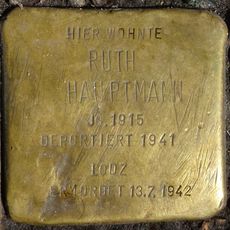 HIER WOHNTE
RUTH
HAUPTMANN
JG. 1915
DEPORTIERT 1941
LODZ
ERMORDET 13.7.1942